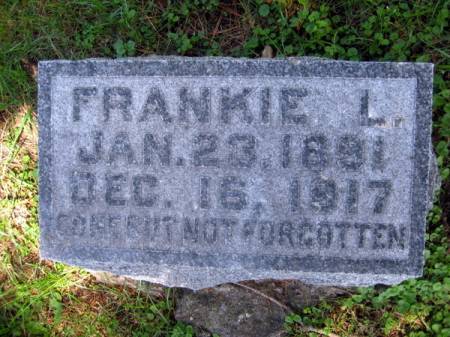 FRANKIE L.
JAN. 23, 1891
DEC. 16, 1917
GONE BUT NOT FORGOTTEN